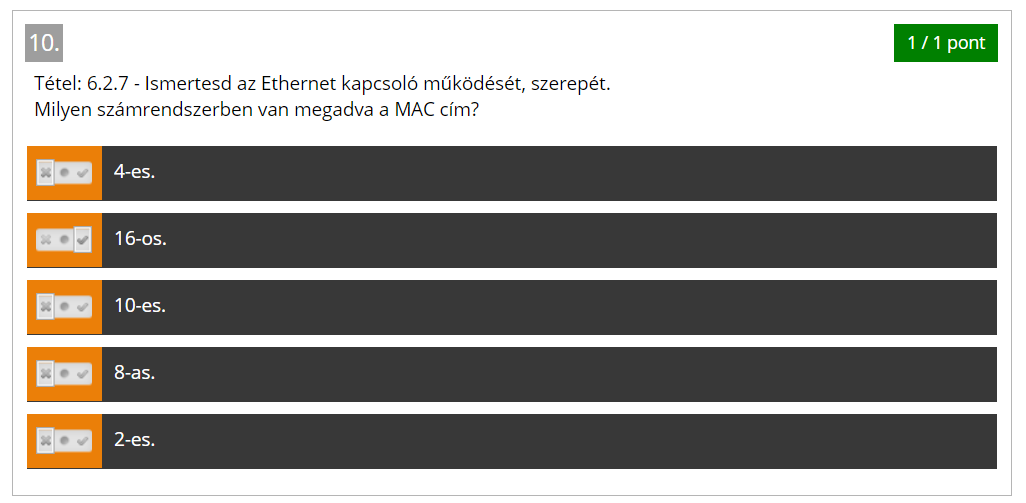 10.
1 / 1 pont
Tétel: 6.2.7 - Ismertesd az Ethernet kapcsoló működését, szerepét.
Milyen számrendszerben van megadva a MAC cím?
4-es.
16-os.
10-es.
8-as.
2-es.